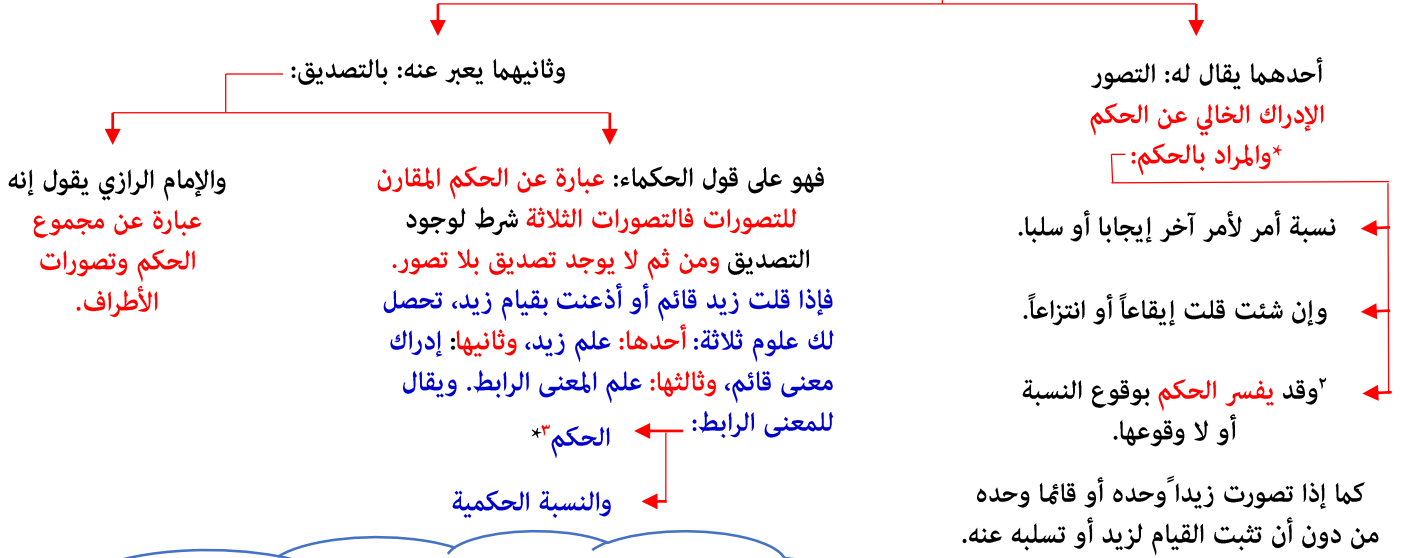 أحدهما يقال له: التصور
الإدراك الخالي عن الحكم
*والمراد بالحكم:
نسبة أمر لأمر آخر إيجابا أو سلبا.
وإن شئت قلت إيقاعاً أو انتزاعاً.
٢وقد يفسر الحكم بوقوع النسبة
أو لا وقوعها.
كما إذا تصورت زيداً وحده أو قائما وحده
من دون أن تثبت القيام لزيد أو تسلبه عنه.
وثانيهما يعبر عنه: بالتصديق:
فهو على قول الحكماء: عبارة عن الحكم المقارن
للتصورات فالتصورات الثلاثة شرط لوجود
التصديق ومن ثم لا يوجد تصديق بلا تصور.
فإذا قلت زيد قائم أو أذعنت بقيام زيد، تحصل
لك علوم ثلاثة: أحدها: علم زيد، وثانيها: إدراك
معنى قائم، وثالثها: علم المعنى الرابط. ويقال
للمعنى الرابط:
الحكم٣*
والنسبة الحكمية
والإمام الرازي يقول إنه
عبارة عن مجموع
الحكم وتصورات
الأطراف.